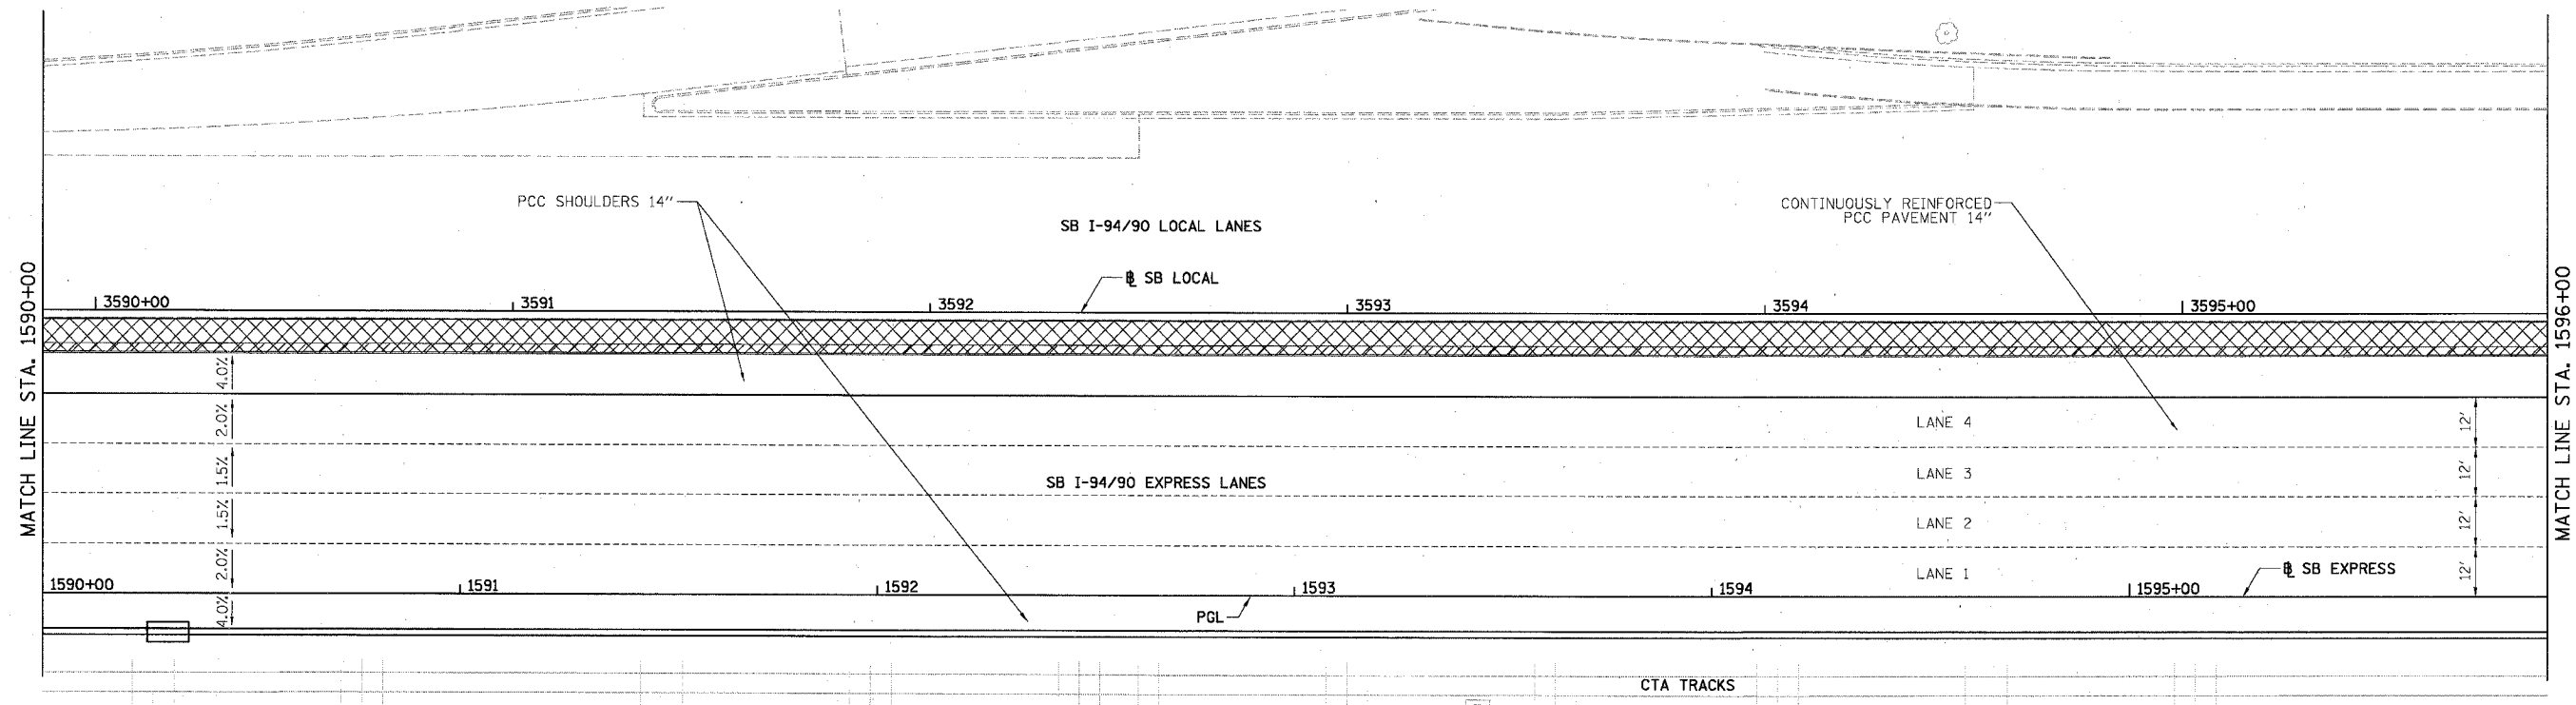 PCC SHOULDERS 14"
CONTINUOUSLY REINFORCED
PCC PAVEMENT 14"
SB I-94/90 LOCAL LANES
℄ SB LOCAL
MATCH LINE STA. 1590+00
MATCH LINE STA. 1596+00
3590+00
3591
3592
3593
3594
3595+00
4.0%
2.0%
1.5%
1.5%
2.0%
4.0%
LANE 4
LANE 3
LANE 2
LANE 1
12'
12'
12'
12'
SB I-94/90 EXPRESS LANES
℄ SB EXPRESS
1590+00
1591
1592
1593
1594
1595+00
PGL
CTA TRACKS